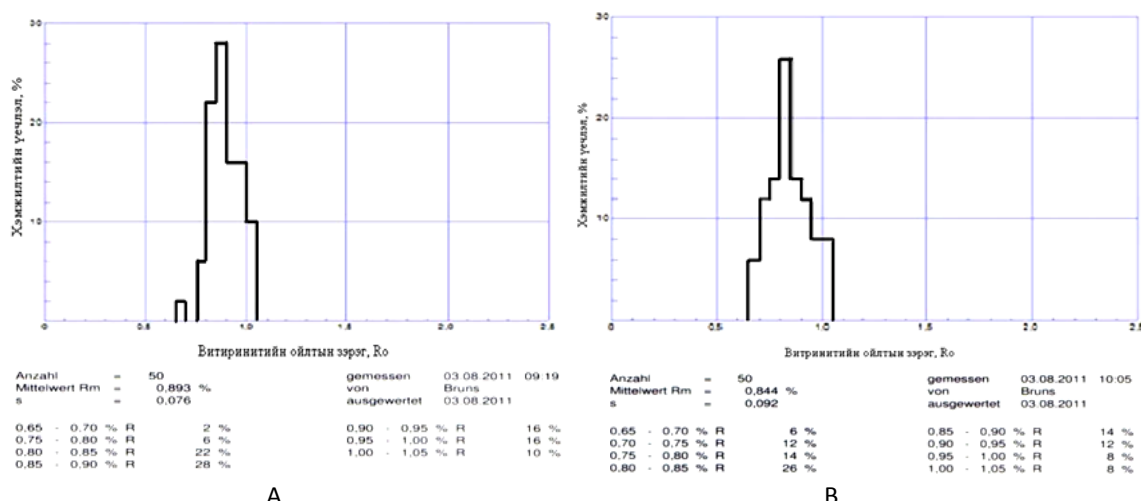 Хэмжилтийн үечлэл, %
30
20
10
0
0.5
1.0
1.5
2.0
2.5
Витиринитийн ойлтын зэрэг, Ro
Anzahl = 50
Mittelwert Rm = 0,893 %
s = 0,076
gemessen 03.08.2011 09:19
von Bruns
ausgewertet 03.08.2011
0,65 - 0,70 % R 2 %
0,75 - 0,80 % R 6 %
0,80 - 0,85 % R 22 %
0,85 - 0,90 % R 28 %
0,90 - 0,95 % R 16 %
0,95 - 1,00 % R 16 %
1,00 - 1,05 % R 10 %
A
Хэмжилтийн үечлэл, %
30
20
10
0
0.5
1.0
1.5
2.0
2.5
Витринитийн ойлтын зэрэг, Ro
Anzahl = 50
Mittelwert Rm = 0,844 %
s = 0,092
gemessen 03.08.2011 10:05
von Bruns
ausgewertet 03.08.2011
0,65 - 0,70 % R 6 %
0,70 - 0,75 % R 12 %
0,75 - 0,80 % R 14 %
0,80 - 0,85 % R 26 %
0,85 - 0,90 % R 14 %
0,90 - 0,95 % R 12 %
0,95 - 1,00 % R 8 %
1,00 - 1,05 % R 8 %
B